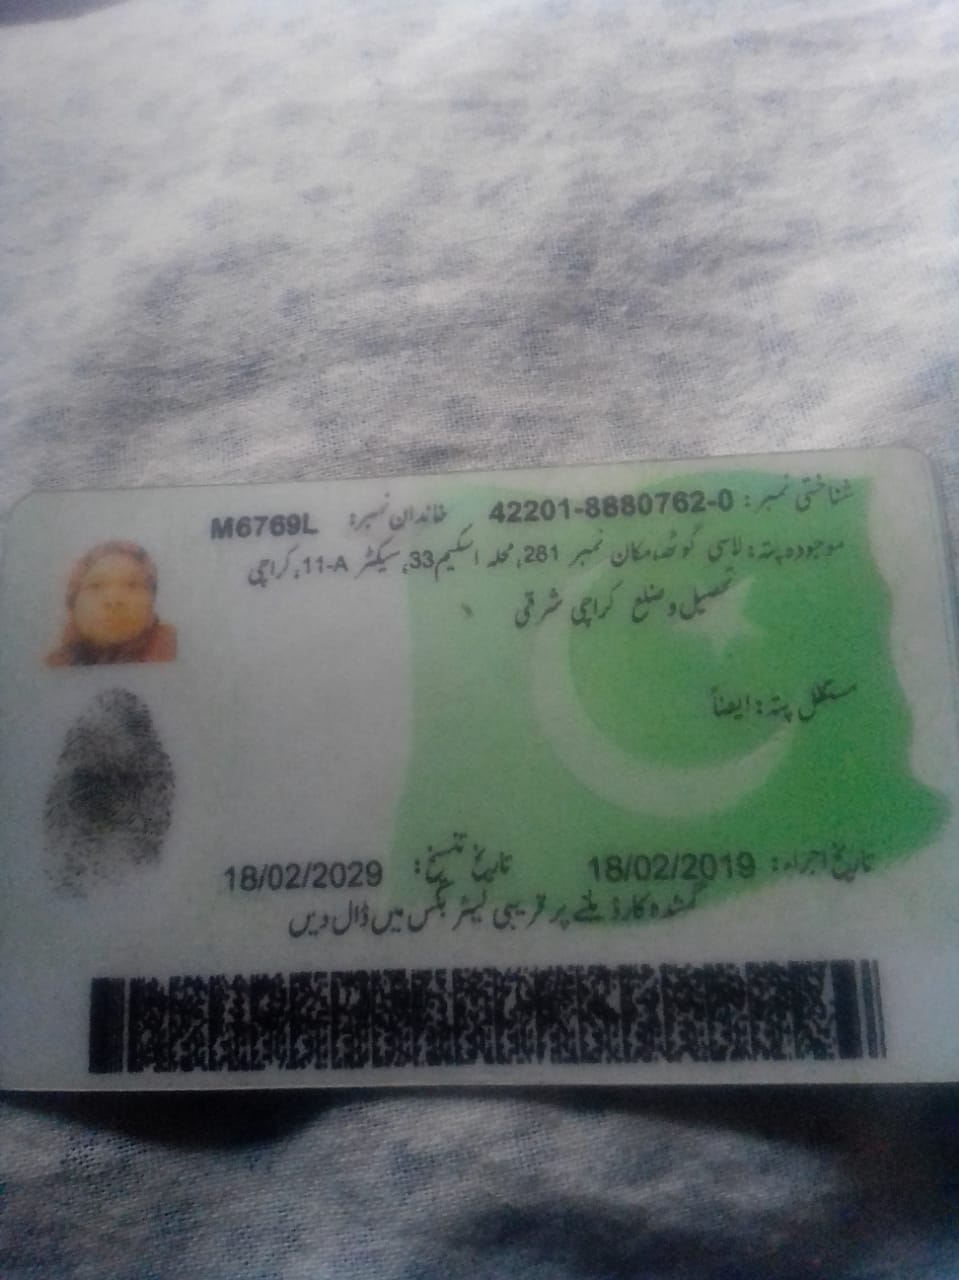 شناختی نمبر: 42201-8880762-0 خاندان نمبر: M6769L
موجودہ پتہ: لاسی گوٹھ، مکان نمبر 281، محلہ اسکیم 33، سیکٹر 11-A، کراچی
تحصیل و ضلع کراچی شرقی
مستقل پتہ: ایضاً
تاریخ اجراء: 18/02/2019 تاریخ تنسیخ: 18/02/2029
گمشدہ کارڈ ملنے پر قریبی لیٹر بکس میں ڈال دیں